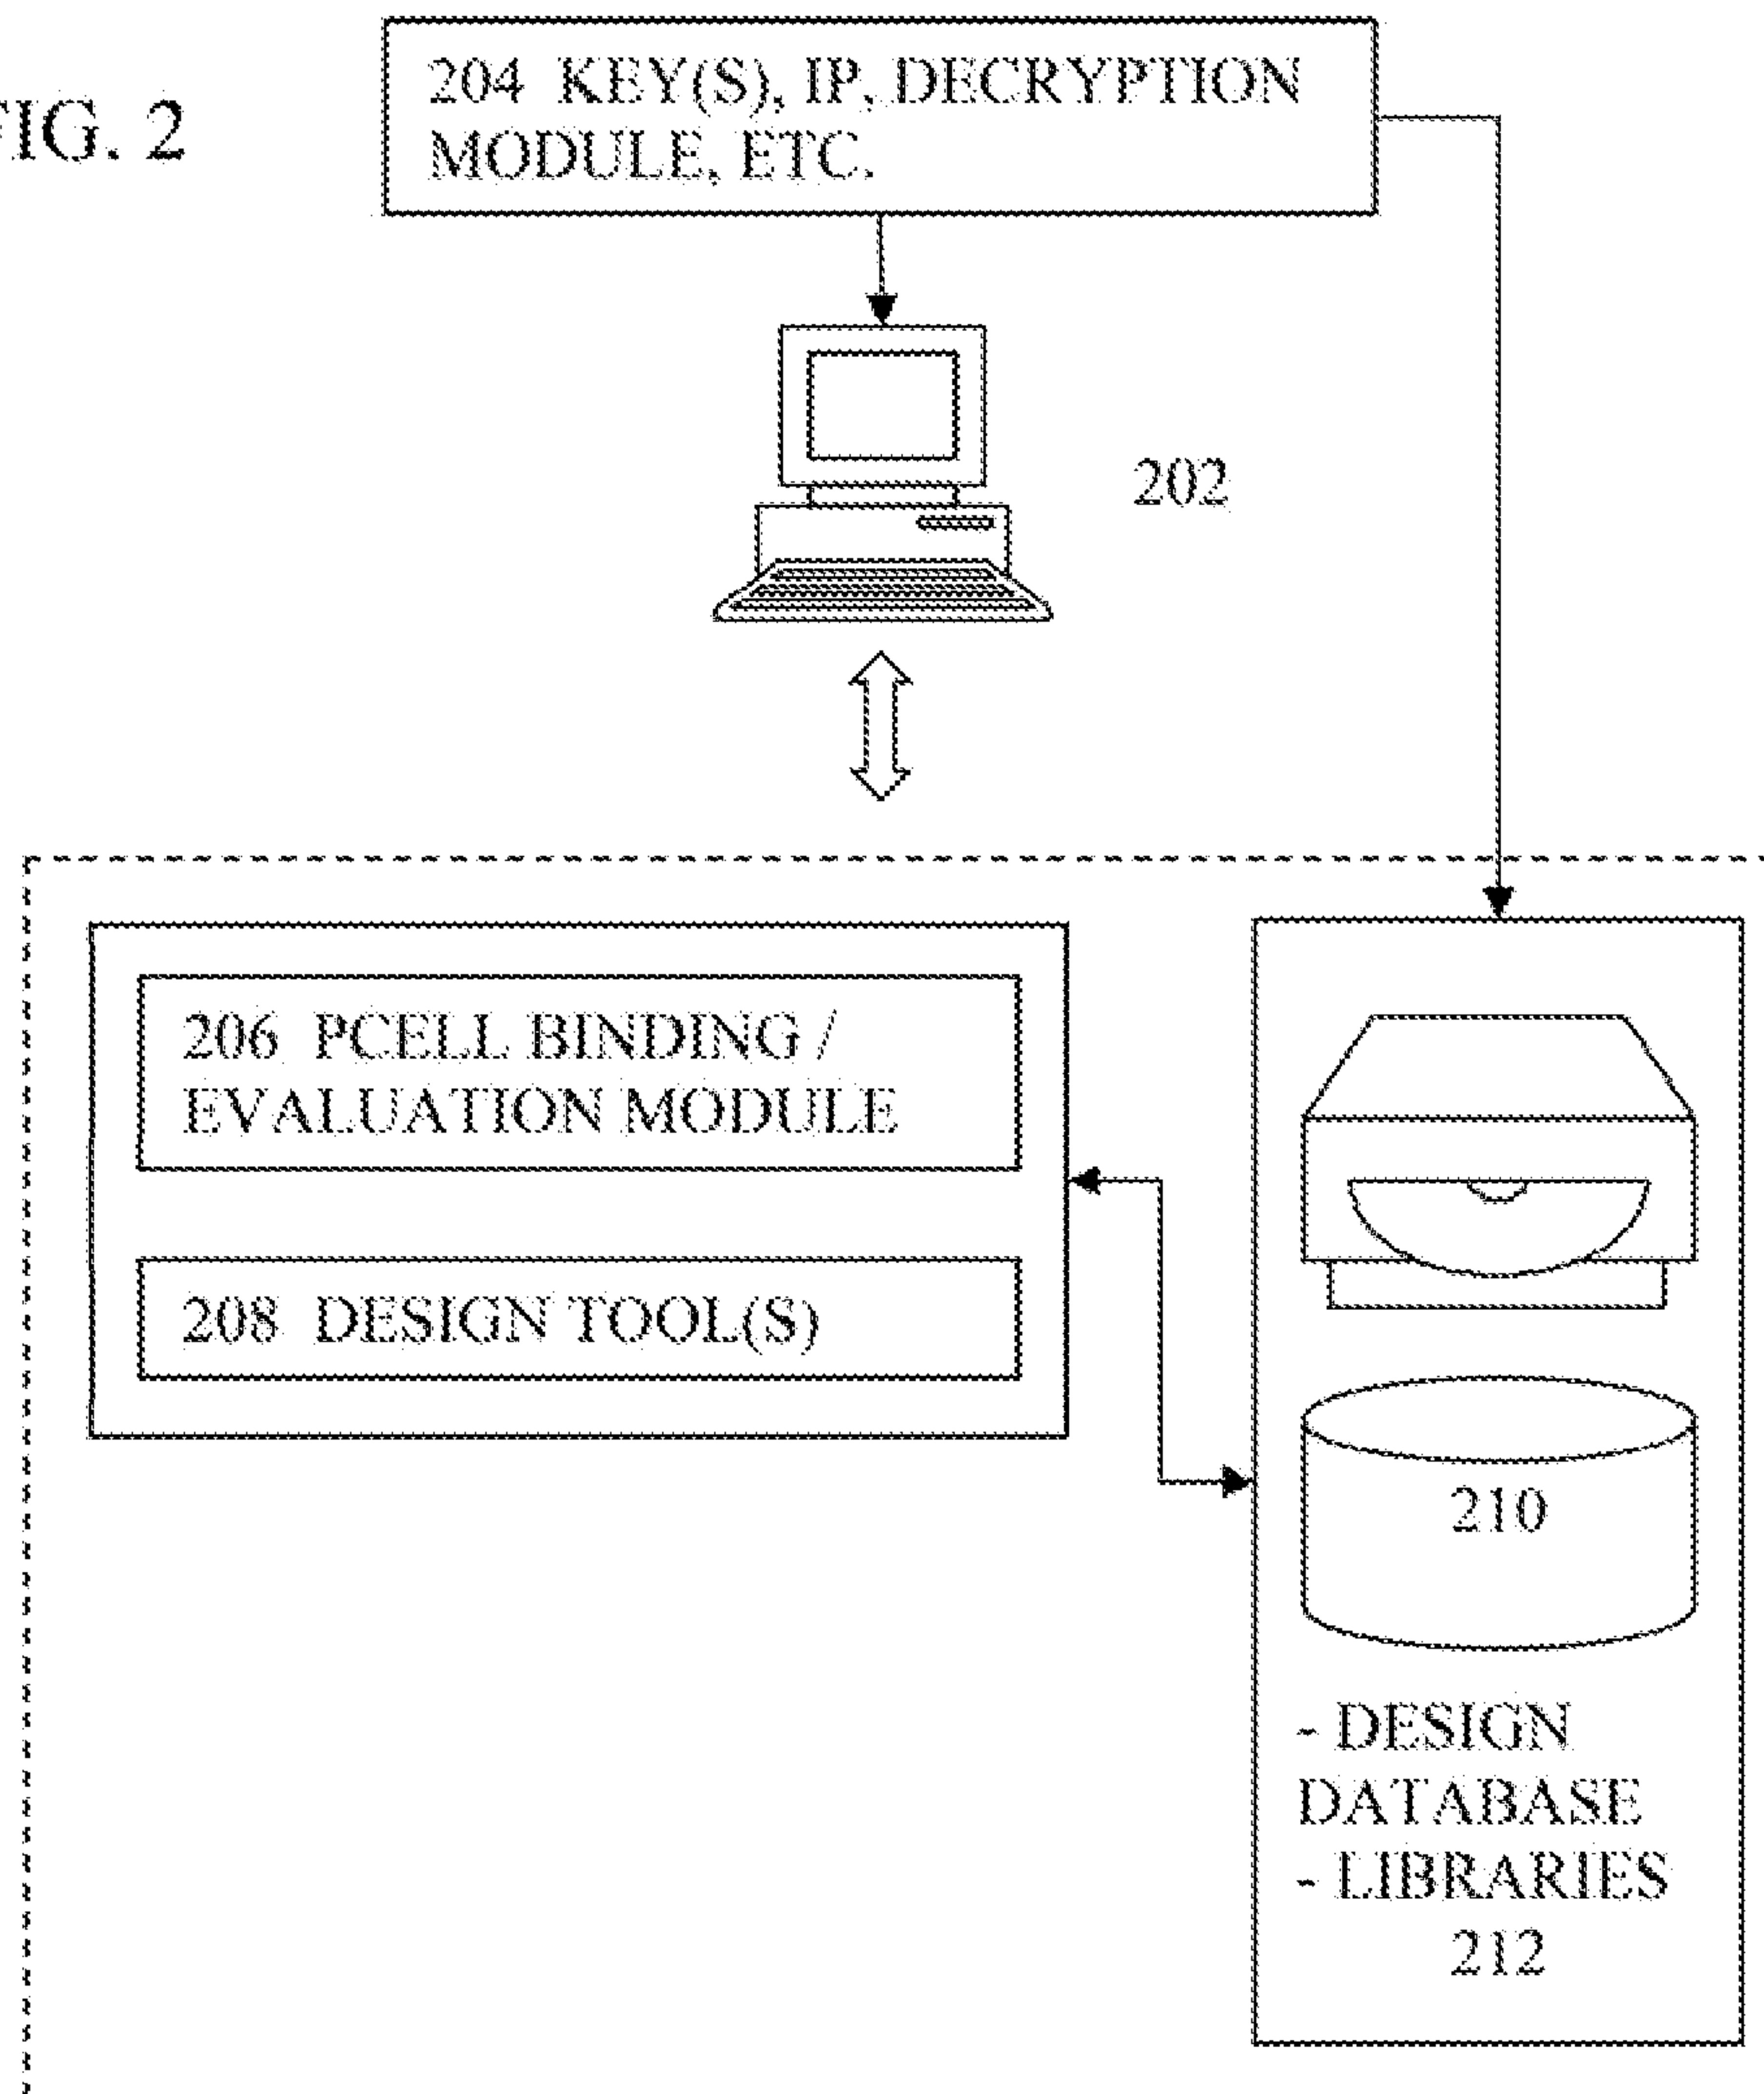 FIG. 2
204 KEY(S), IP, DECRYPTION
MODULE, ETC.
202
206 PCELL BINDING /
EVALUATION MODULE
208 DESIGN TOOL(S)
210
- DESIGN
DATABASE
- LIBRARIES
212